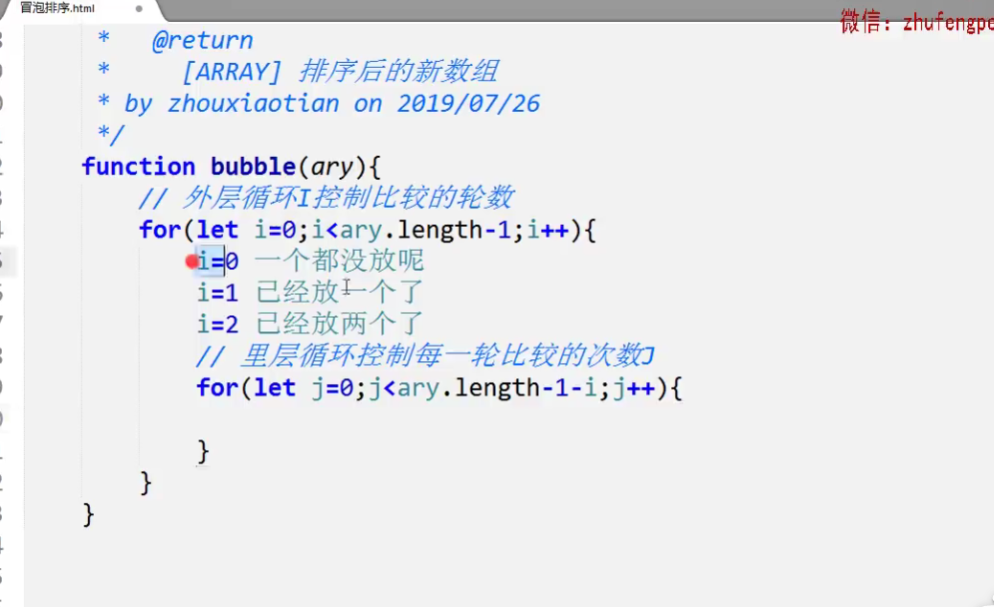 冒泡排序.html
微信：zhufengpe
* @return
* [ARRAY] 排序后的新数组
* by zhouxiaotian on 2019/07/26
*/
function bubble(ary){
// 外层循环I控制比较的轮数
for(let i=0;i<ary.length-1;i++){
i=0 一个都没放呢
i=1 已经放一个了
i=2 已经放两个了
// 里层循环控制每一轮比较的次数J
for(let j=0;j<ary.length-1-i;j++){
}
}
}